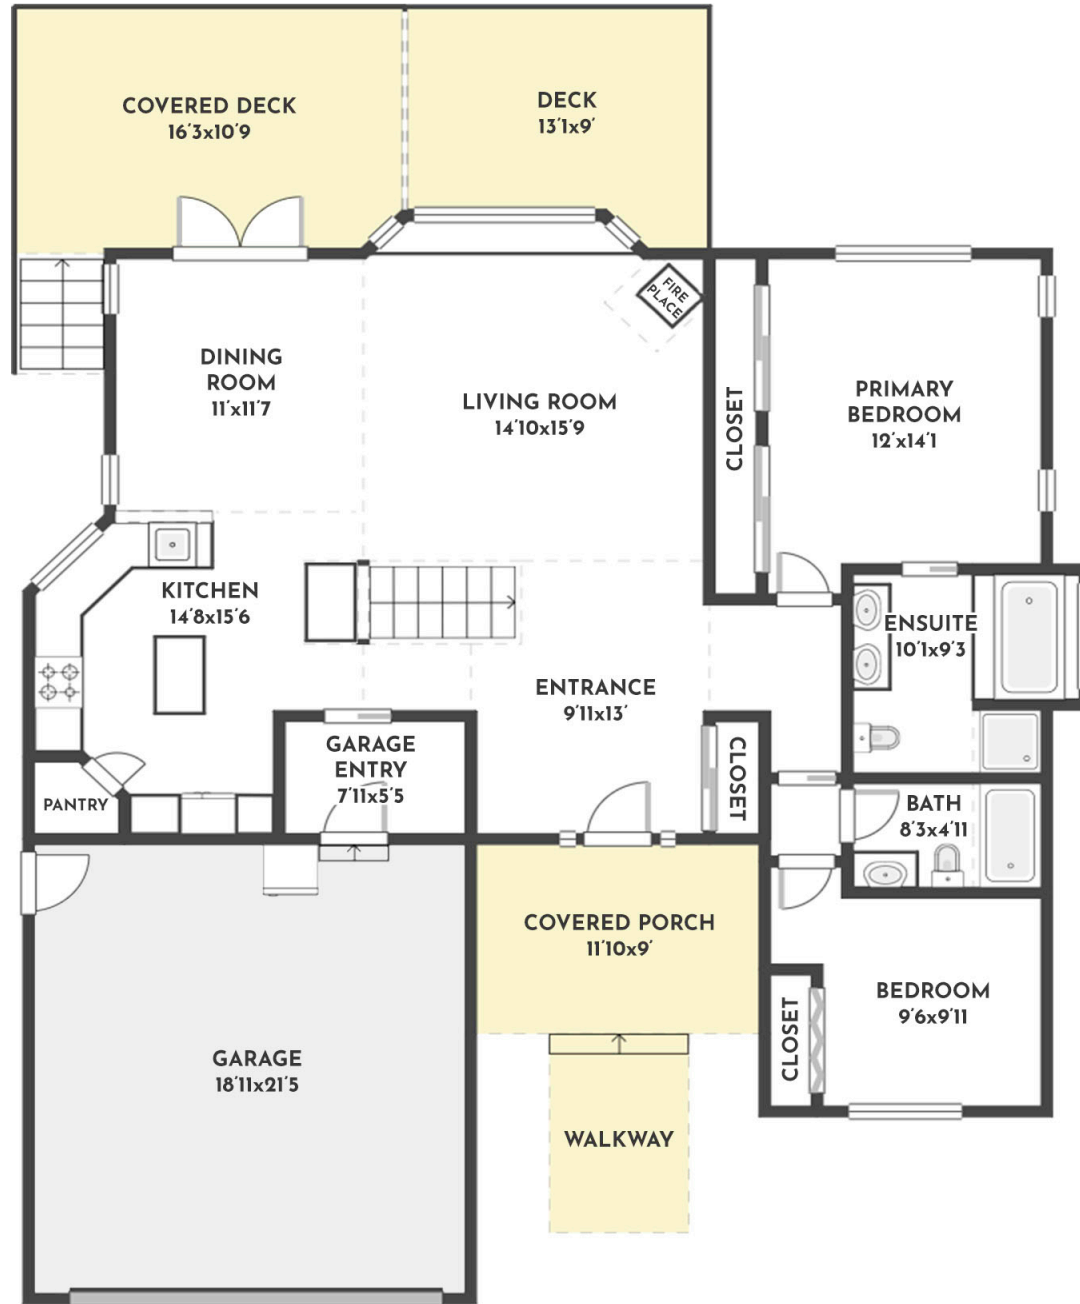 COVERED DECK
16'3x10'9
DECK
13'1x9'
FIRE
PLACE
DINING
ROOM
11'x11'7
LIVING ROOM
14'10x15'9
CLOSET
PRIMARY
BEDROOM
12'x14'1
KITCHEN
14'8x15'6
ENSUITE
10'1x9'3
ENTRANCE
9'11x13'
GARAGE
ENTRY
7'11x5'5
CLOSET
PANTRY
BATH
8'3x4'11
COVERED PORCH
11'10x9'
BEDROOM
9'6x9'11
CLOSET
GARAGE
18'11x21'5
WALKWAY